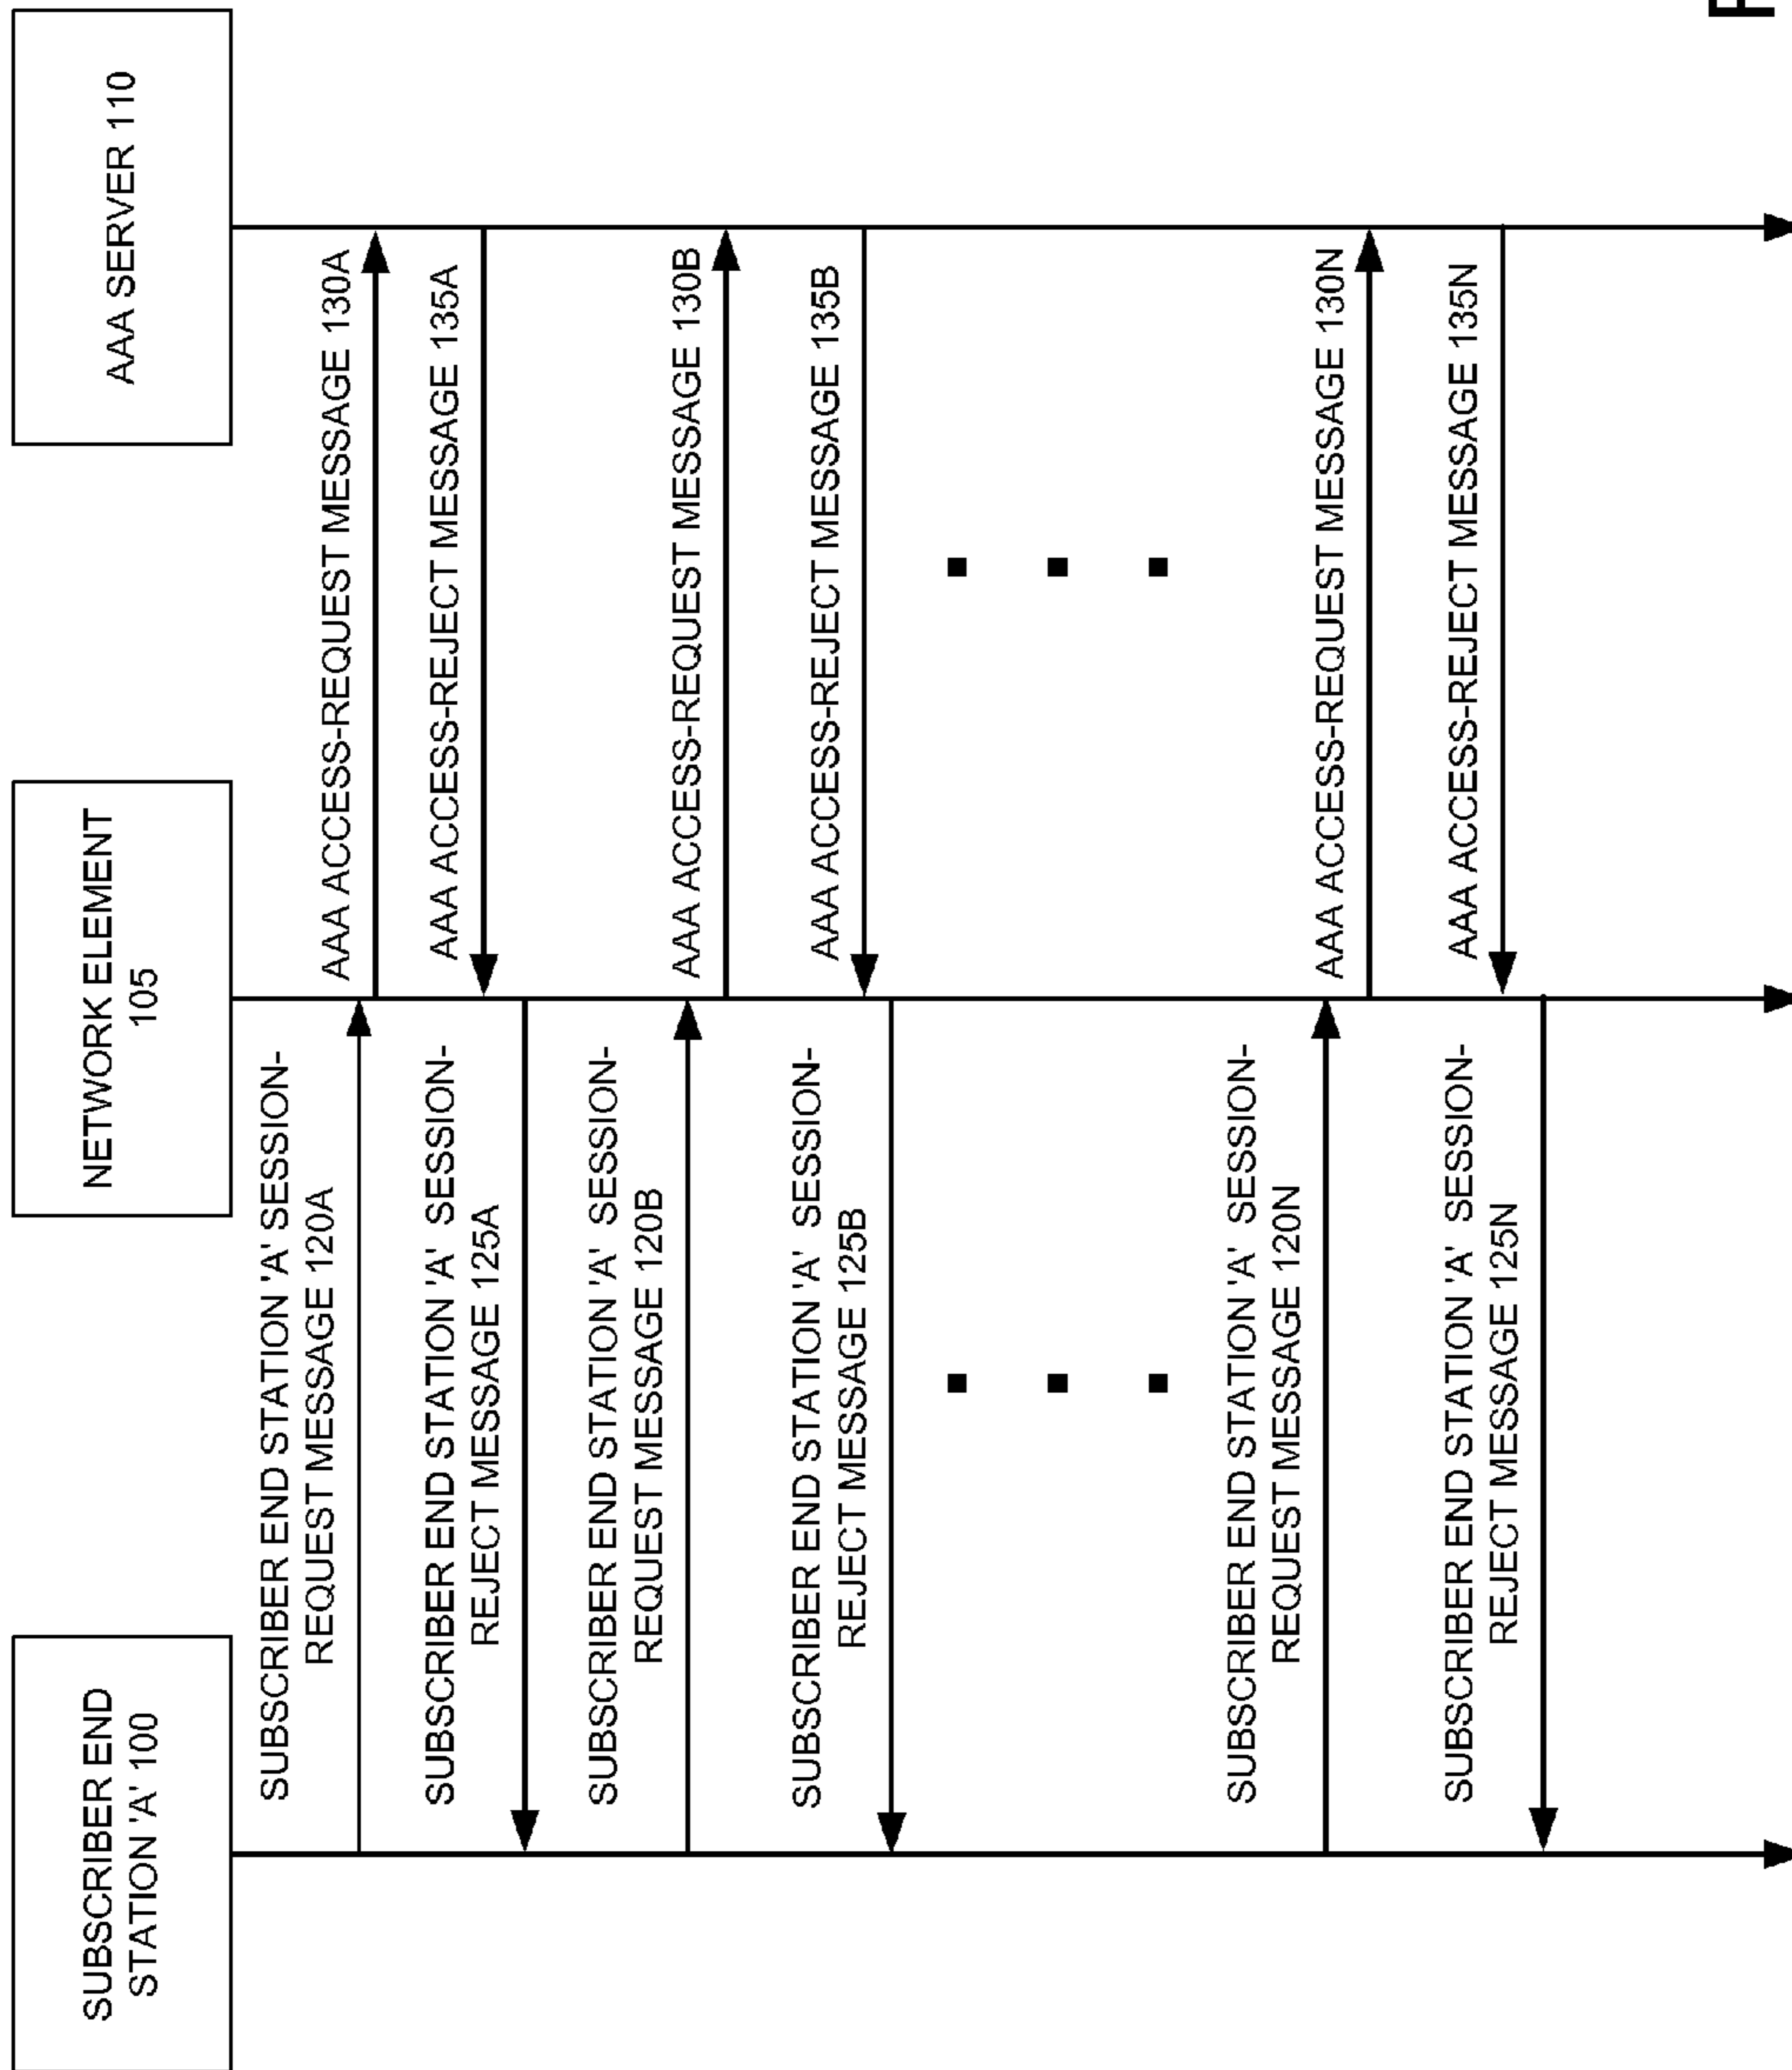 SUBSCRIBER END
STATION 'A' 100
NETWORK ELEMENT
105
AAA SERVER 110
SUBSCRIBER END STATION 'A' SESSION-
REQUEST MESSAGE 120A
AAA ACCESS-REQUEST MESSAGE 130A
AAA ACCESS-REJECT MESSAGE 135A
SUBSCRIBER END STATION 'A' SESSION-
REJECT MESSAGE 125A
SUBSCRIBER END STATION 'A' SESSION-
REQUEST MESSAGE 120B
AAA ACCESS-REQUEST MESSAGE 130B
AAA ACCESS-REJECT MESSAGE 135B
SUBSCRIBER END STATION 'A' SESSION-
REJECT MESSAGE 125B
SUBSCRIBER END STATION 'A' SESSION-
REQUEST MESSAGE 120N
AAA ACCESS-REQUEST MESSAGE 130N
AAA ACCESS-REJECT MESSAGE 135N
SUBSCRIBER END STATION 'A' SESSION-
REJECT MESSAGE 125N